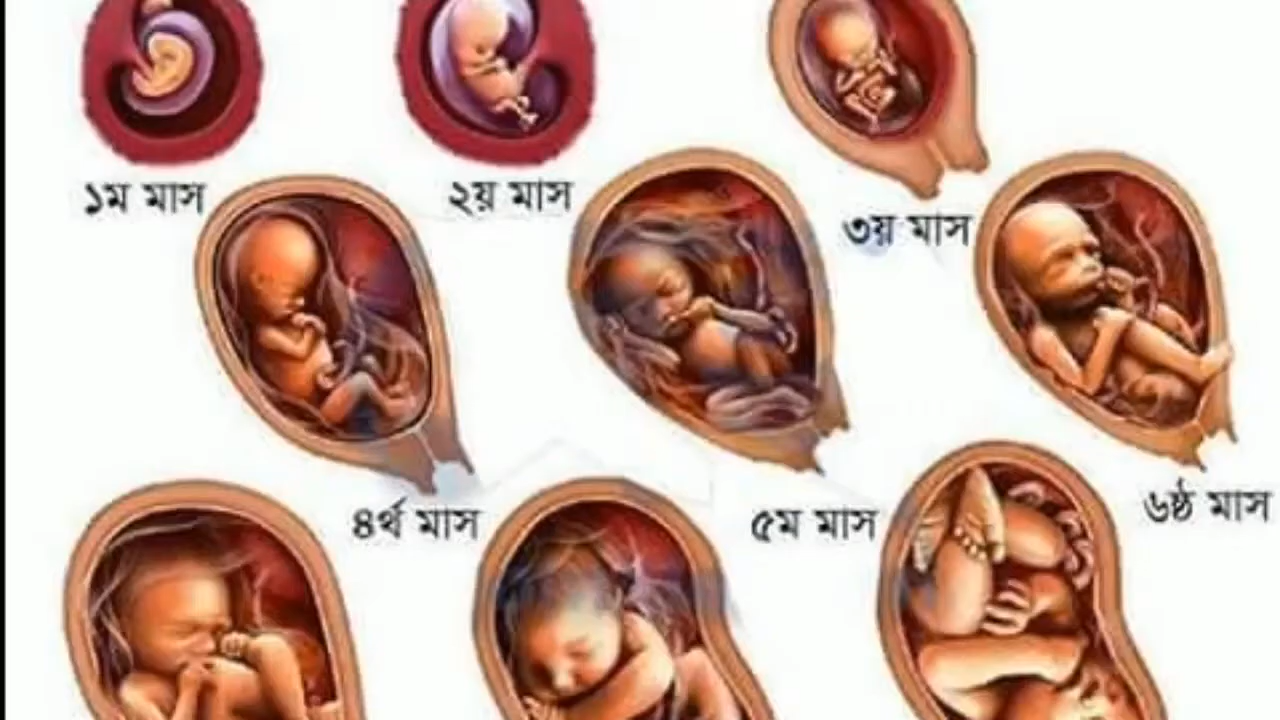 ১ম মাস
২য় মাস
৩য় মাস
৪র্থ মাস
৫ম মাস
৬ষ্ঠ মাস